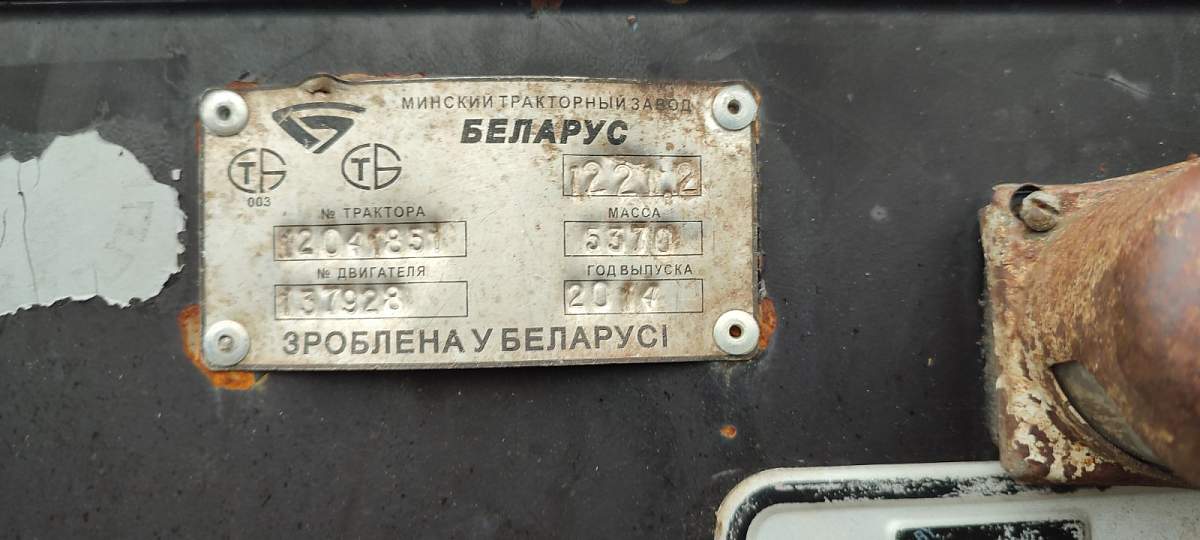 МИНСКИЙ ТРАКТОРНЫЙ ЗАВОД
БЕЛАРУС
1221.2
003
№ ТРАКТОРА
МАССА
12041851
5370
№ ДВИГАТЕЛЯ
ГОД ВЫПУСКА
137928
2014
ЗРОБЛЕНА У БЕЛАРУСІ